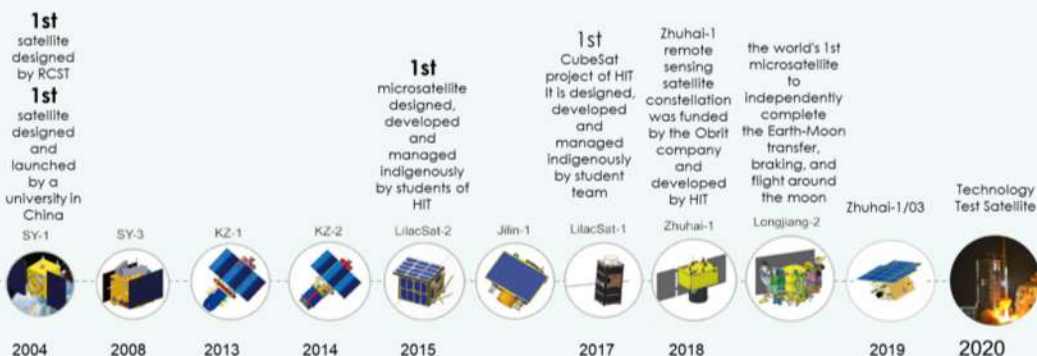 1st
satellite
designed
by RCST
1st
satellite
designed
and
launched
by a
university in
China
SY-1
SY-3
KZ-1
KZ-2
1st
microsatellite
designed,
developed
and
managed
indigenously
by students of
HIT
LilacSat-2
Jilin-1
1st
CubeSat
project of HIT
It is designed,
developed
and
managed
indigenously
by student
team
LilacSat-1
Zhuhai-1
remote
sensing
satellite
constellation
was funded
by the Obrit
company
and
developed
by HIT
Zhuhai-1
the world's 1st
microsatellite
to
independently
complete
the Earth-Moon
transfer,
braking, and
flight around
the moon
Longjiang-2
Zhuhai-1/03
Technology
Test Satellite
2004
2008
2013
2014
2015
2017
2018
2019
2020